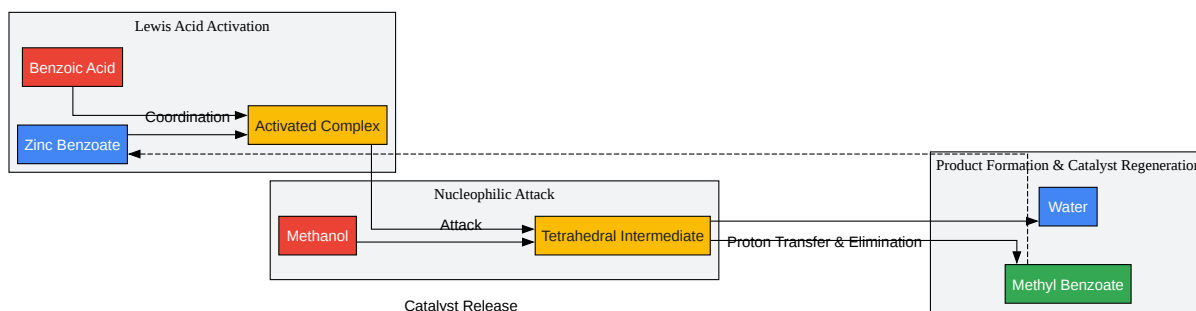 Lewis Acid Activation
Benzoic Acid
Coordination
Activated Complex
Zinc Benzoate
Product Formation & Catalyst Regeneration
Nucleophilic Attack
Water
Methanol
Attack
Tetrahedral Intermediate
Proton Transfer & Elimination
Methyl Benzoate
Catalyst Release